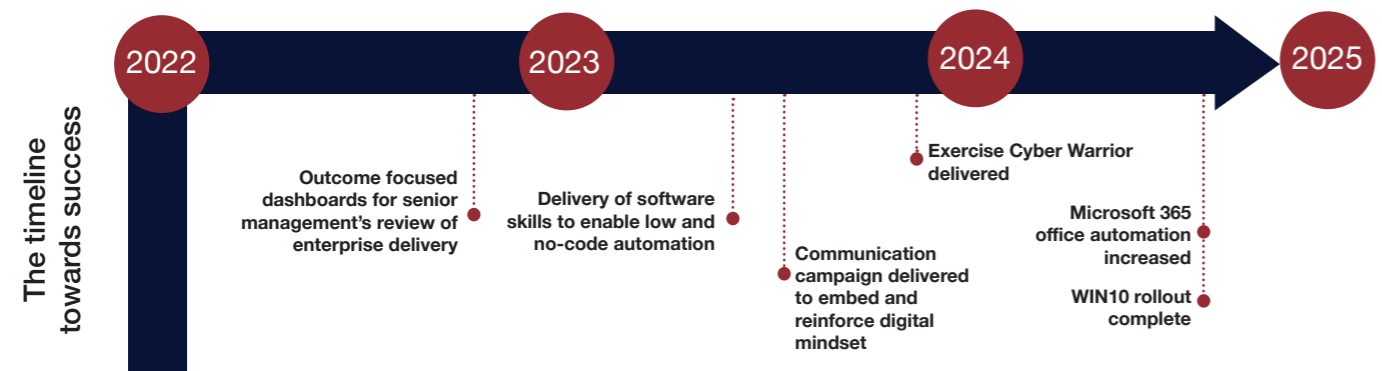 2022
2023
2024
2025
The timeline
towards success
Outcome focused
dashboards for senior
management's review of
enterprise delivery
Delivery of software
skills to enable low and
no-code automation
Communication
campaign delivered
to embed and
reinforce digital
mindset
Exercise Cyber Warrior
delivered
Microsoft 365
office automation
increased
WIN10 rollout
complete